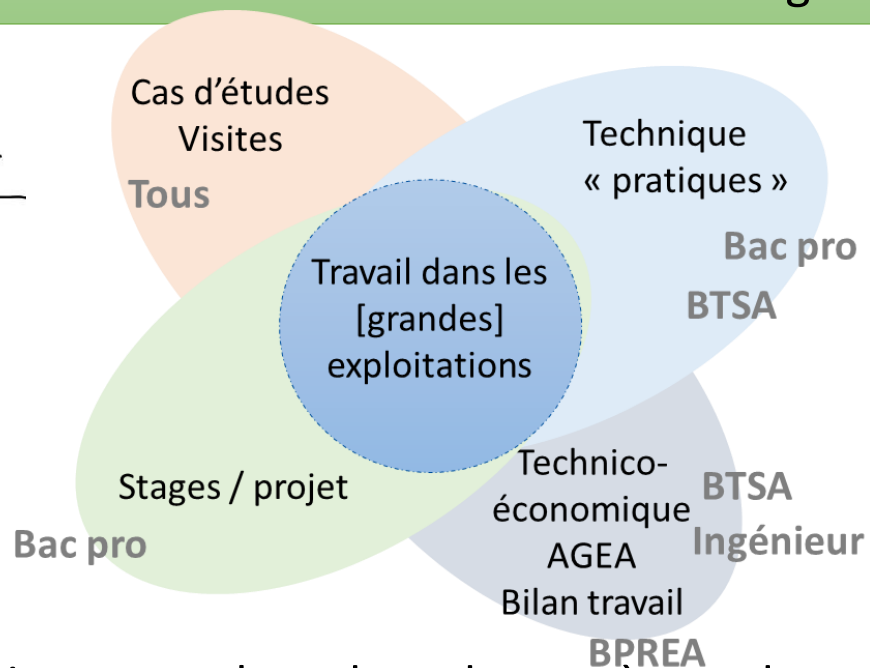 Cas d’études
Visites
Tous
Technique
« pratiques »
Bac pro
BTSA
Travail dans les
[grandes]
exploitations
Stages / projet
Bac pro
Technico-
économique
AGEA
Bilan travail
BTSA
Ingénieur
BPREA